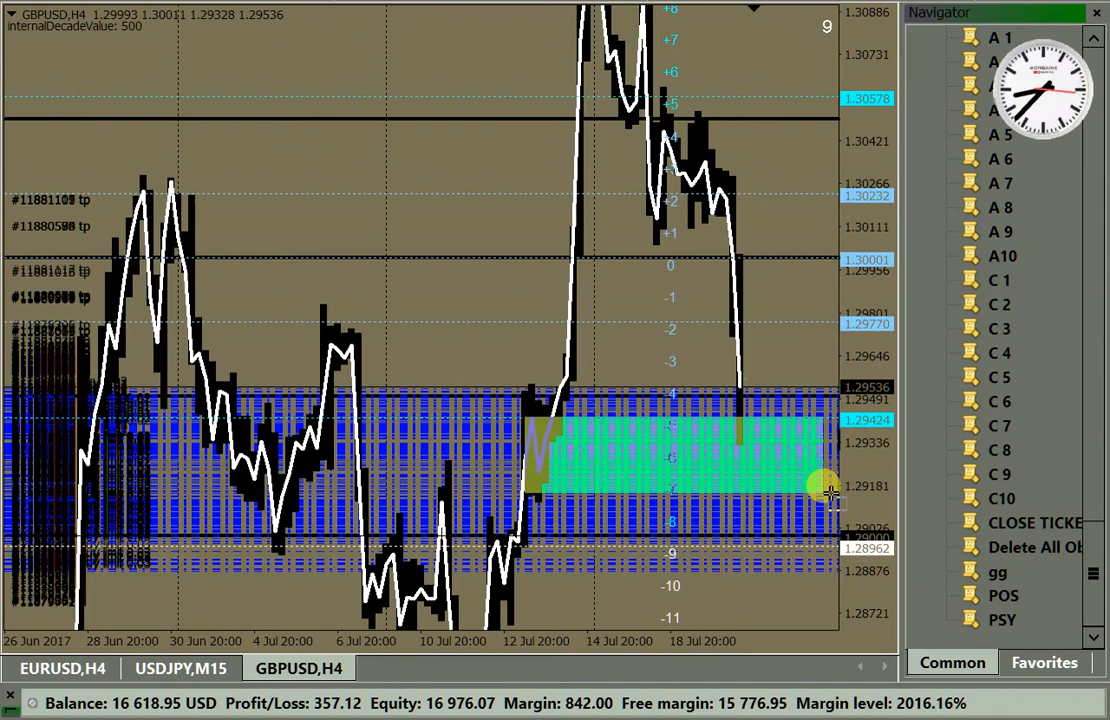 GBPUSD,H4 1.29993 1.30011 1.29328 1.29536
internalDecadeValue: 500
9
+8
+7
+6
+5
+2
+1
0
-1
-2
-3
-4
-8
-9
-10
-11
#11881109 tp
1.30886
1.30731
1.30578
1.30421
1.30266
1.30232
1.30111
1.30001
1.29956
1.29801
1.29770
1.29646
1.29536
1.29491
1.29424
1.29336
1.29181
1.29026
1.29000
1.28962
1.28876
1.28721
26 Jun 2017
28 Jun 20:00
30 Jun 20:00
4 Jul 20:00
6 Jul 20:00
10 Jul 20:00
12 Jul 20:00
14 Jul 20:00
18 Jul 20:00
EURUSD,H4
USDJPY,M15
GBPUSD,H4
Navigator
A 1
MONDAINE
A 5
A 6
A 7
A 8
A 9
A10
C 1
C 2
C 3
C 4
C 5
C 6
C 7
C 8
C 9
C10
CLOSE TICKE
Delete All Ob
gg
POS
PSY
Common
Favorites
Balance: 16 618.95 USD Profit/Loss: 357.12 Equity: 16 976.07 Margin: 842.00 Free margin: 15 776.95 Margin level: 2016.16%